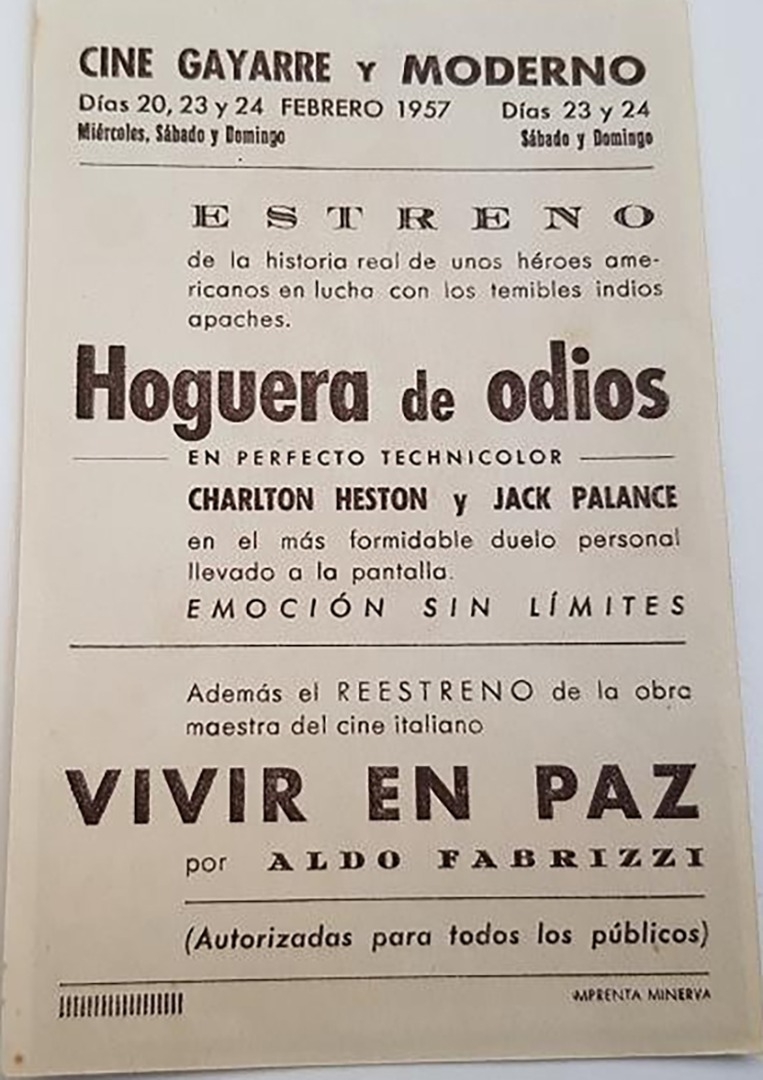 CINE GAYARRE Y MODERNO
Días 20, 23 y 24 FEBRERO 1957 Días 23 y 24
Miércoles, Sábado y Domingo Sábado y Domingo
ESTRENO
de la historia real de unos héroes ame-
ricanos en lucha con los temibles indios
apaches.
Hoguera de odios
EN PERFECTO TECHNICOLOR
CHARLTON HESTON y JACK PALANCE
en el más formidable duelo personal
llevado a la pantalla.
EMOCIÓN SIN LÍMITES
Además el REESTRENO de la obra
maestra del cine italiano
VIVIR EN PAZ
por ALDO FABRIZZI
(Autorizadas para todos los públicos)
IMPRENTA MINERVA